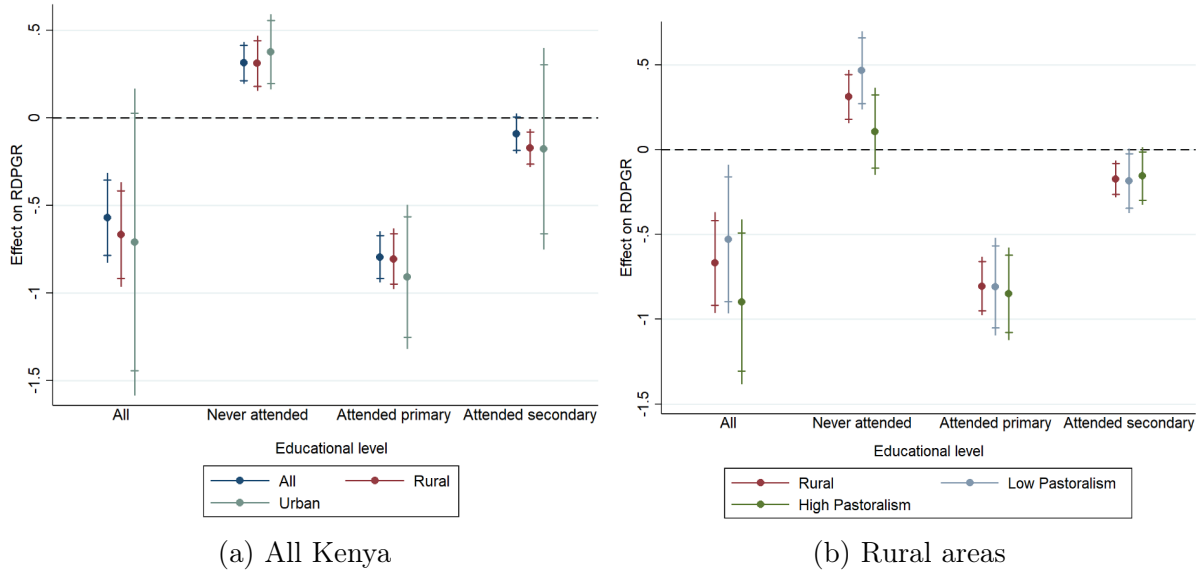 Effect on RDPGR
.5
0
-.5
-1
-1.5
All
Never attended
Attended primary
Attended secondary
Educational level
All
Rural
Urban
(a) All Kenya
Effect on RDPGR
.5
0
-.5
-1
-1.5
All
Never attended
Attended primary
Attended secondary
Educational level
Rural
Low Pastoralism
High Pastoralism
(b) Rural areas